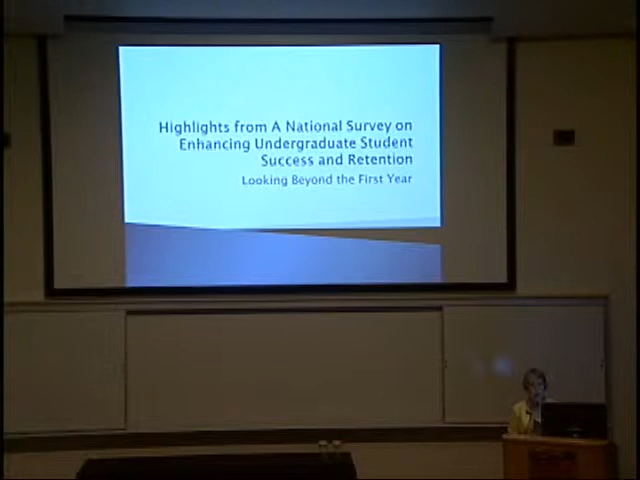 Highlights from A National Survey on
Enhancing Undergraduate Student
Success and Retention
Looking Beyond the First Year